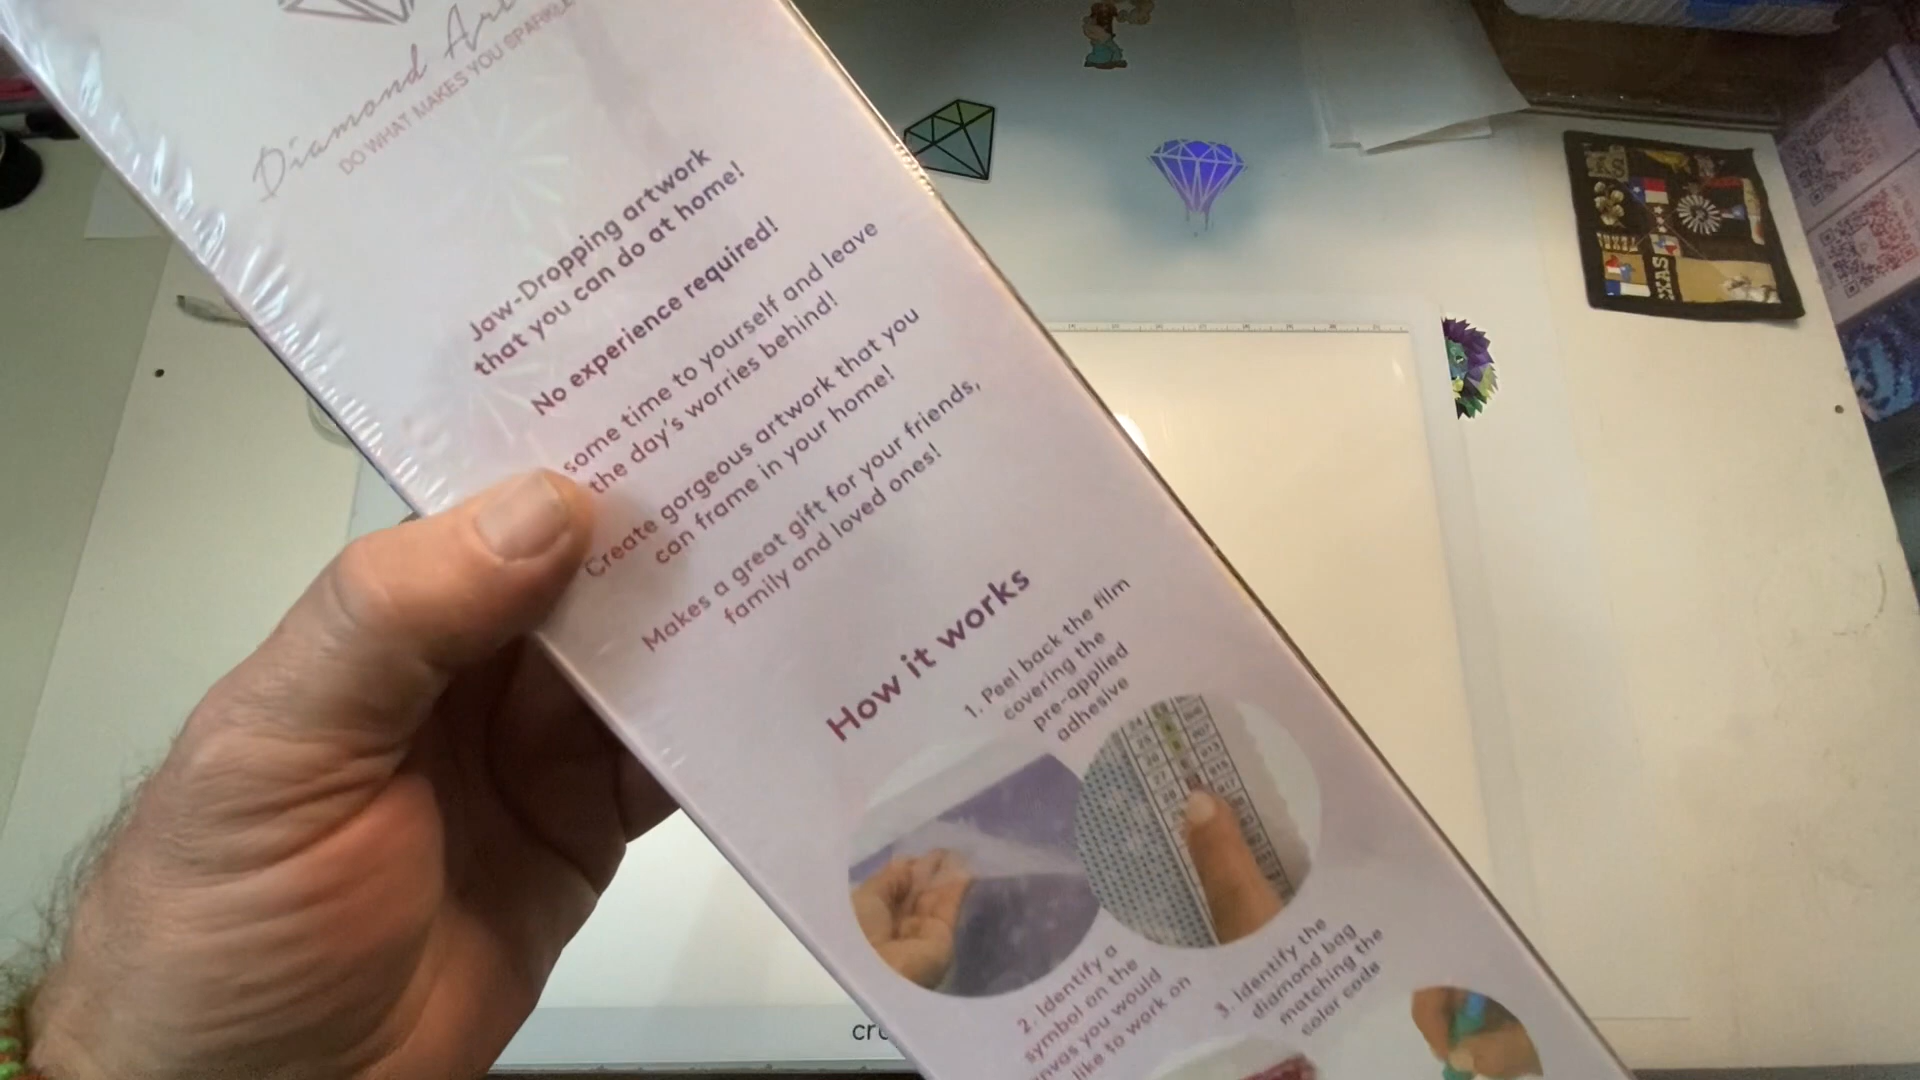 Diamond Art
DO WHAT MAKES YOU SPARKLE
Jaw-Dropping artwork
that you can do at home!
No experience required!
some time to yourself and leave
the day's worries behind!
Create gorgeous artwork that you
can frame in your home!
Makes a great gift for your friends,
family and loved ones!
How it works
1. Peel back the film
covering the
pre-applied
adhesive
2. Identify a
symbol on the
you would
like to work on
3. Identify the
diamond bag
matching the
color code